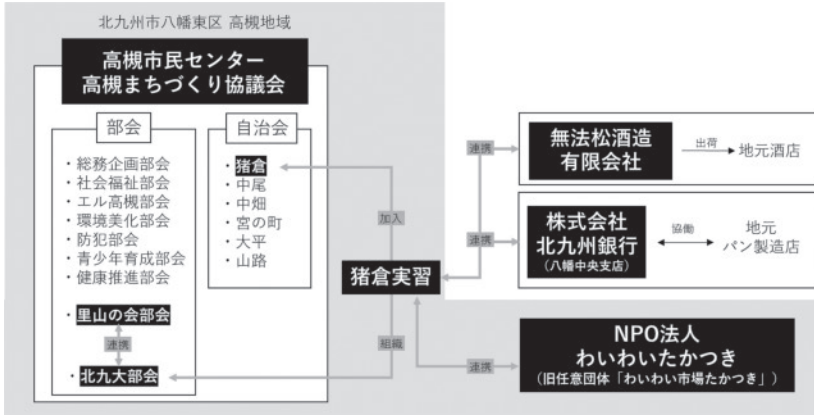 北九州市八幡東区 高槻地域
高槻市民センター
高槻まちづくり協議会
部会
・総務企画部会
・社会福祉部会
・エル高槻部会
・環境美化部会
・防犯部会
・青少年育成部会
・健康推進部会
・里山の会部会
連携
・北九大部会
自治会
・猪倉
・中尾
・中畑
・宮の町
・大平
・山路
加入
猪倉実習
組織
連携
無法松酒造
有限会社
出荷
地元酒店
連携
株式会社
北九州銀行
（八幡中央支店）
協働
地元
パン製造店
連携
NPO法人
わいわいたかつき
（旧任意団体「わいわい市場たかつき」）